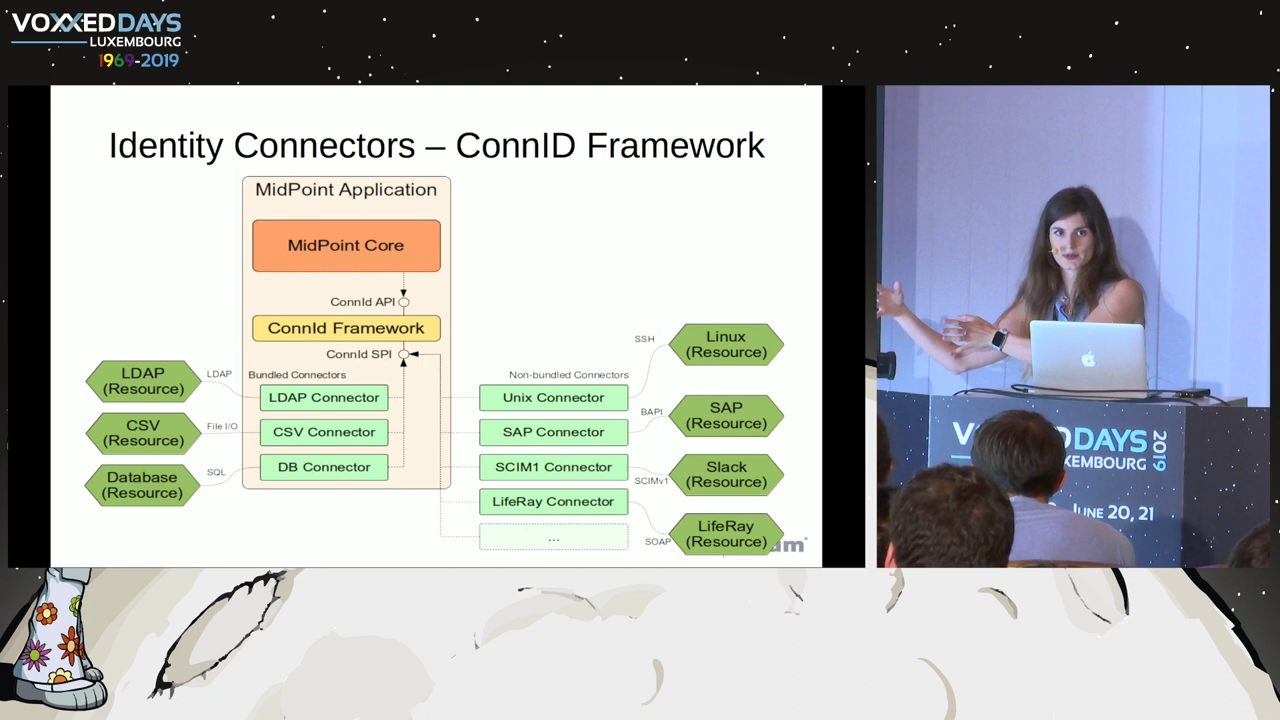 VOXXEDDAYS
LUXEMBOURG
1969-2019
Identity Connectors – ConnID Framework
MidPoint Application
MidPoint Core
ConnId API
ConnId Framework
ConnId SPI
Bundled Connectors
LDAP Connector
CSV Connector
DB Connector
LDAP
(Resource)
LDAP
CSV
(Resource)
File I/O
Database
(Resource)
SQL
Non-bundled Connectors
Unix Connector
SAP Connector
SCIM1 Connector
LifeRay Connector
...
SSH
Linux
(Resource)
BAPI
SAP
(Resource)
SCIMv1
Slack
(Resource)
SOAP
LifeRay
(Resource)
DAYS
2019
June 20, 21